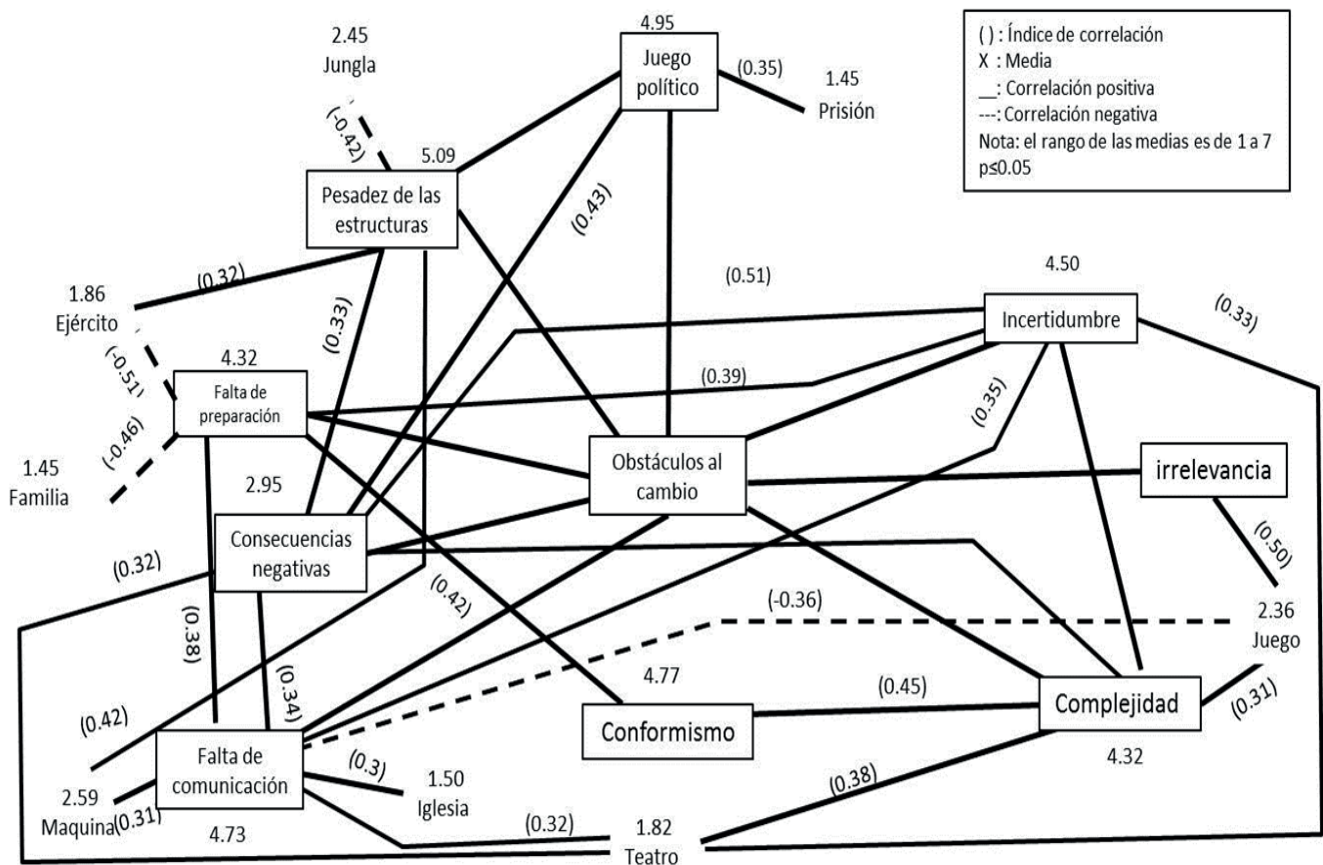 4.95
2.45
Jungla
Juego
político
(0.35)
1.45
Prisión
( ) : Índice de correlación
X : Media
__: Correlación positiva
---: Correlación negativa
Nota: el rango de las medias es de 1 a 7
p≤0.05
(-0.42)
5.09
Pesadez de las
estructuras
(0.43)
(0.32)
1.86
Ejército
(0.33)
(0.51)
4.50
Incertidumbre
(0.33)
(-0.51)
4.32
Falta de
preparación
(0.39)
(0.35)
(-0.46)
1.45
Familia
2.95
Obstáculos al
cambio
irrelevancia
Consecuencias
negativas
(0.32)
(0.50)
(0.42)
(-0.36)
2.36
Juego
(0.38)
(0.34)
4.77
(0.45)
Complejidad
(0.31)
(0.42)
Conformismo
4.32
Falta de
comunicación
(0.3)
1.50
Iglesia
(0.38)
2.59
Maquina
(0.31)
4.73
(0.32)
1.82
Teatro